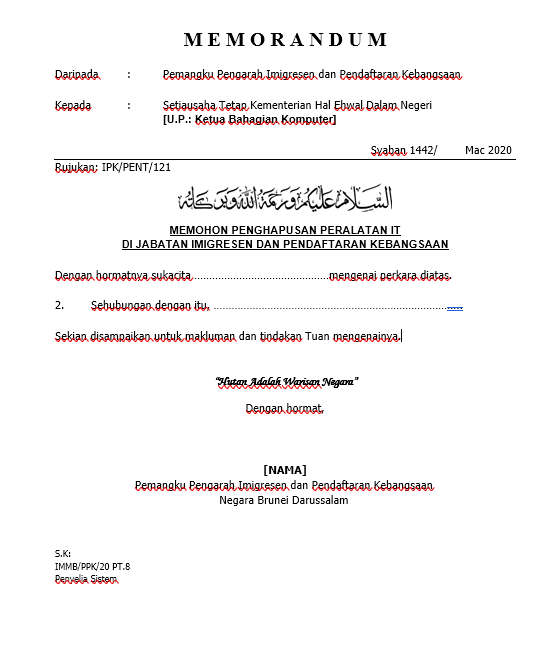 MEMORANDUM
Daripada : Pemangku Pengarah Imigresen dan Pendaftaran Kebangsaan
Kepada : Setiausaha Tetap Kementerian Hal Ehwal Dalam Negeri
[U.P.: Ketua Bahagian Komputer]
Syaban 1442/ Mac 2020
Rujukan: IPK/PENT/121
السلام عليكم ورحمة الله وبركاته
MEMOHON PENGHAPUSAN PERALATAN IT
DI JABATAN IMIGRESEN DAN PENDAFTARAN KEBANGSAAN
Dengan hormatnya sukacita..............................................mengenai perkara diatas.
2. Sehubungan dengan itu, ......................................................................................
Sekian disampaikan untuk makluman dan tindakan Tuan mengenainya.
“Hutan Adalah Warisan Negara”
Dengan hormat,
[NAMA]
Pemangku Pengarah Imigresen dan Pendaftaran Kebangsaan
Negara Brunei Darussalam
S.K:
IMMB/PPK/20 PT.8
Penyelia Sistem